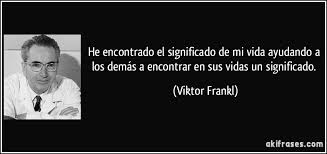 He encontrado el significado de mi vida ayudando a
los demás a encontrar en sus vidas un significado.
(Viktor Frankl)
akifrases.com